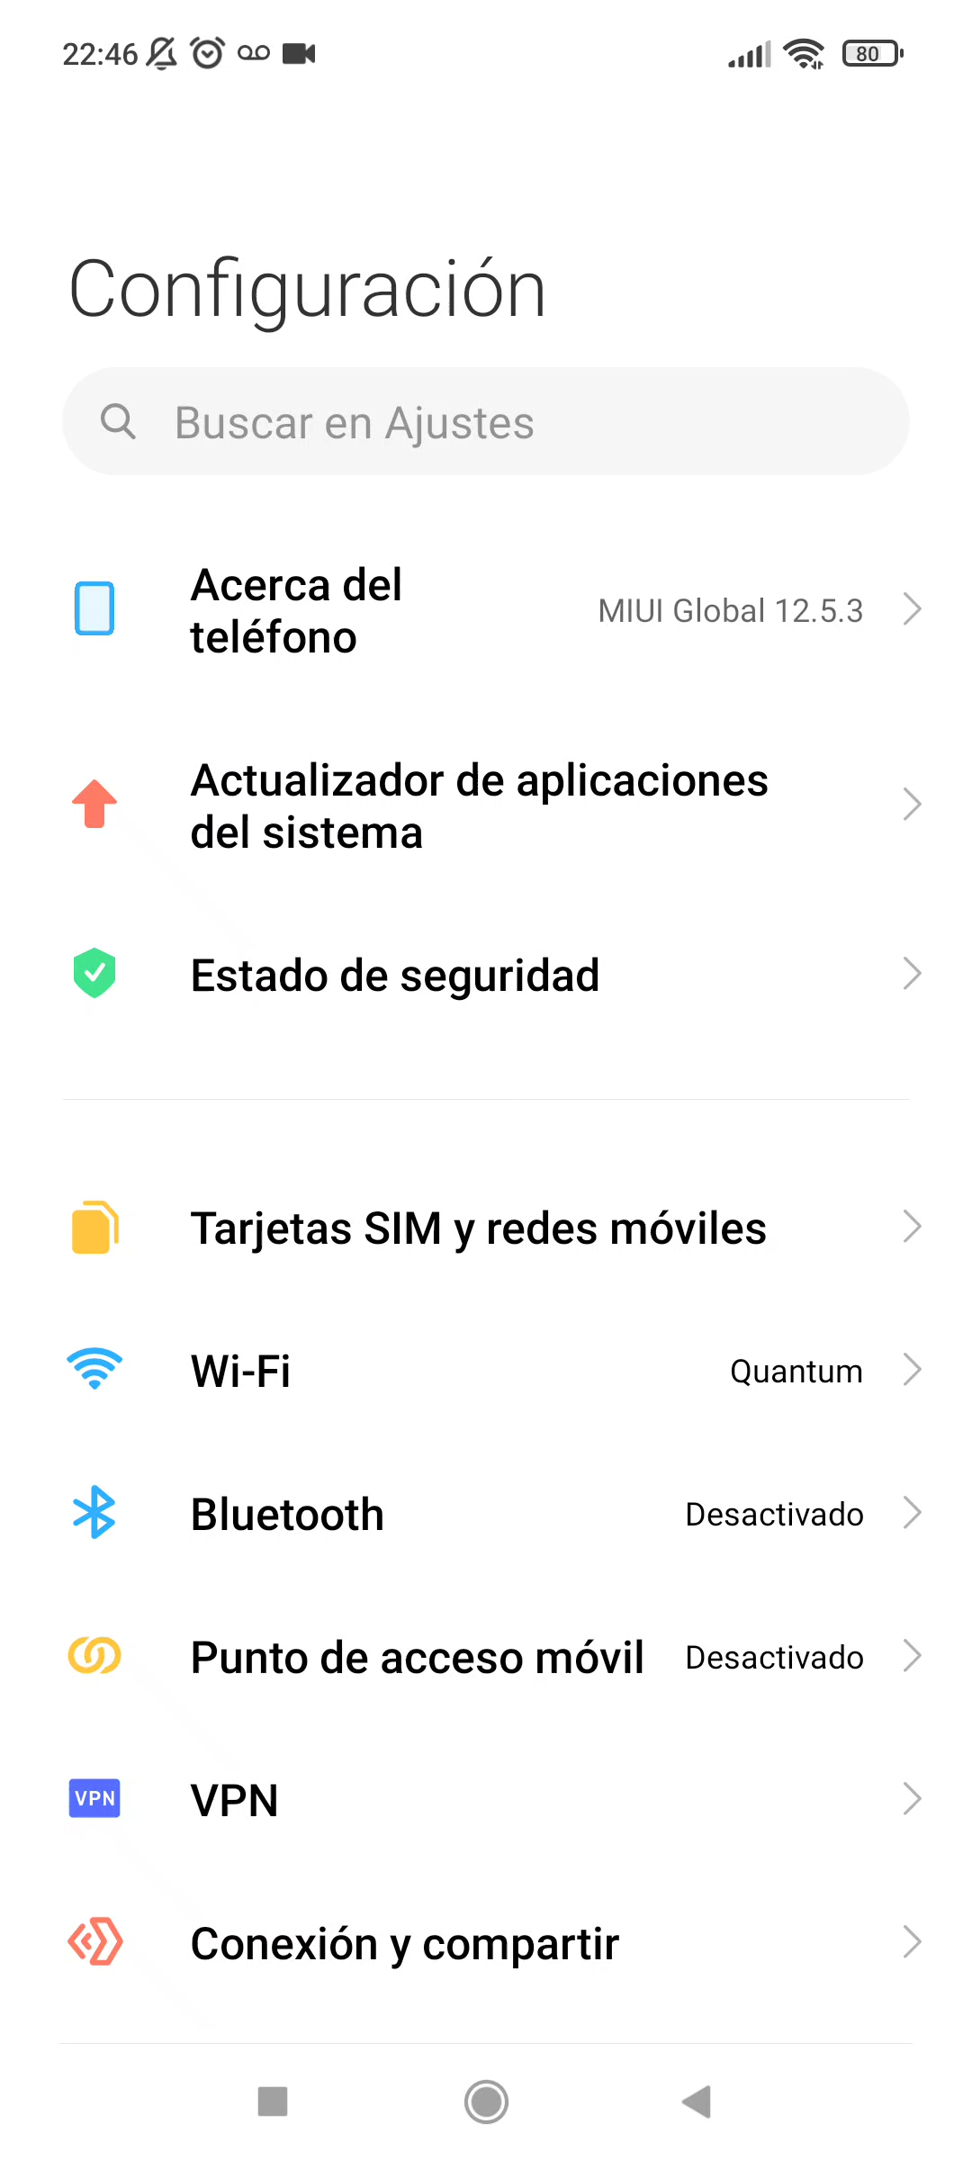 22:46 80
Configuración
Buscar en Ajustes
Acerca del
teléfono
MIUI Global 12.5.3
Actualizador de aplicaciones
del sistema
Estado de seguridad
Tarjetas SIM y redes móviles
Wi-Fi Quantum
Bluetooth Desactivado
Punto de acceso móvil Desactivado
VPN VPN
Conexión y compartir